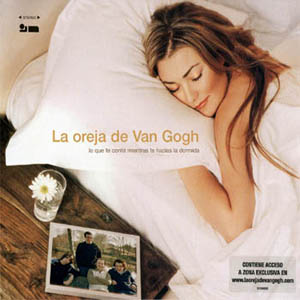 STEREO
La oreja de Van Gogh
lo que te conté mientras te hacías la dormida
CONTIENE ACCESO
A ZONA EXCLUSIVA EN
www.laorejadevangogh.com